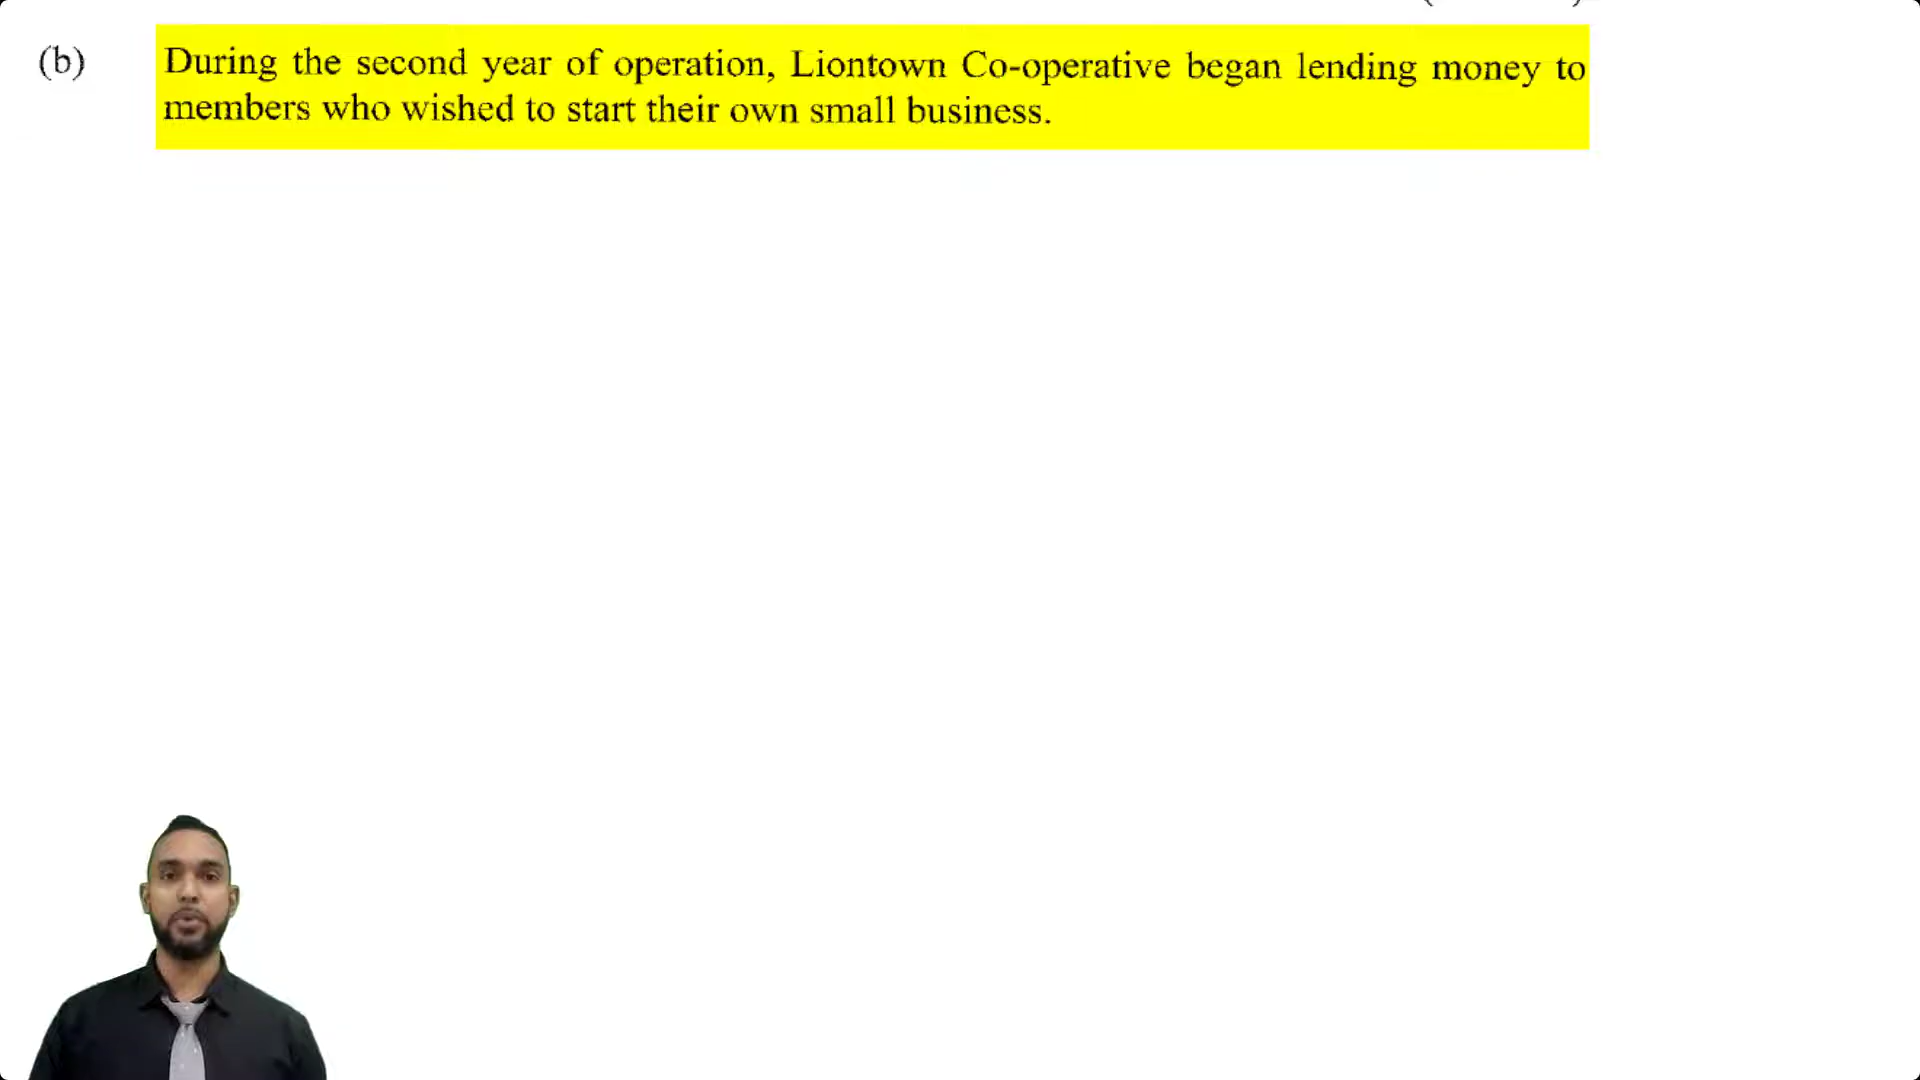 (b) During the second year of operation, Liontown Co-operative began lending money to
members who wished to start their own small business.